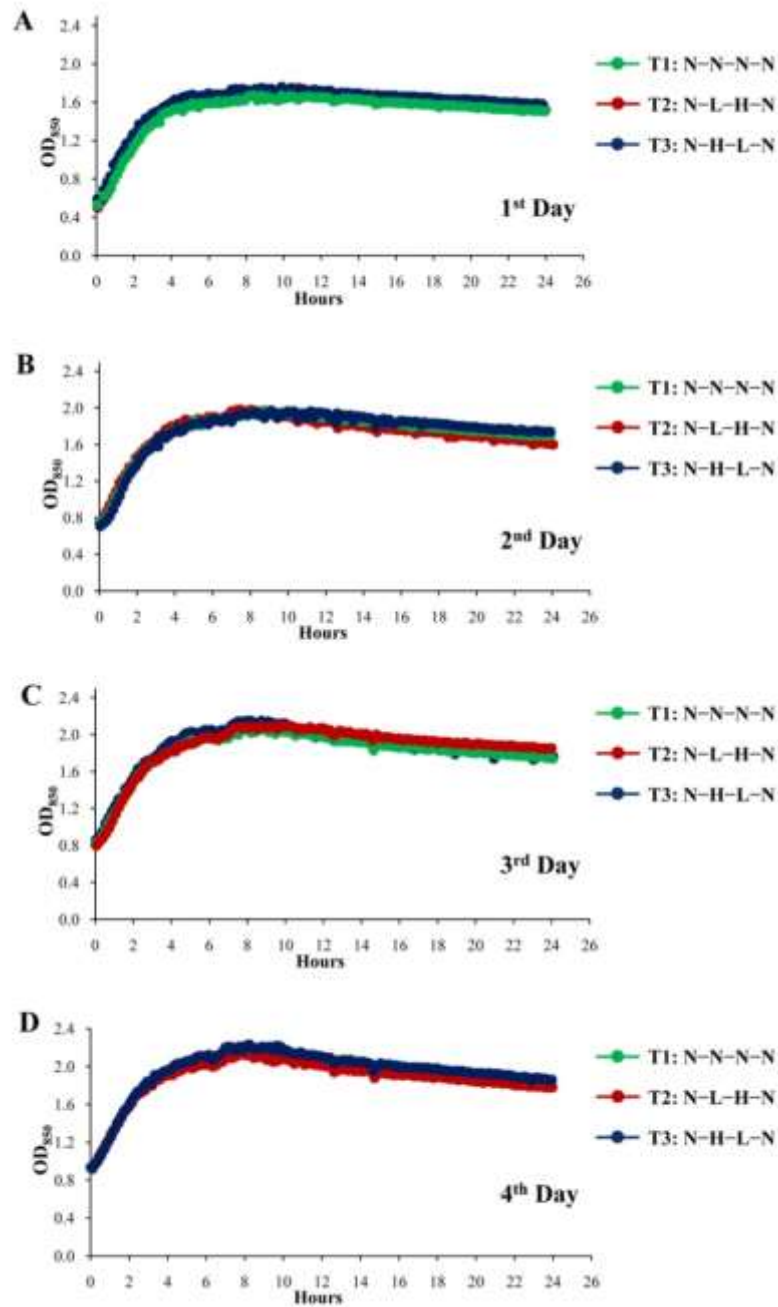 A
2.4
2.0
1.6
1.2
0.8
0.4
0.0
OD850
0 2 4 6 8 10 12 14 16 18 20 22 24 26
Hours
1st Day
T1: N−N−N−N
T2: N−L−H−N
T3: N−H−L−N
B
2.4
2.0
1.6
1.2
0.8
0.4
0.0
OD850
0 2 4 6 8 10 12 14 16 18 20 22 24 26
Hours
2nd Day
T1: N−N−N−N
T2: N−L−H−N
T3: N−H−L−N
C
2.4
2.0
1.6
1.2
0.8
0.4
0.0
OD850
0 2 4 6 8 10 12 14 16 18 20 22 24 26
Hours
3rd Day
T1: N−N−N−N
T2: N−L−H−N
T3: N−H−L−N
D
2.4
2.0
1.6
1.2
0.8
0.4
0.0
OD850
0 2 4 6 8 10 12 14 16 18 20 22 24 26
Hours
4th Day
T1: N−N−N−N
T2: N−L−H−N
T3: N−H−L−N